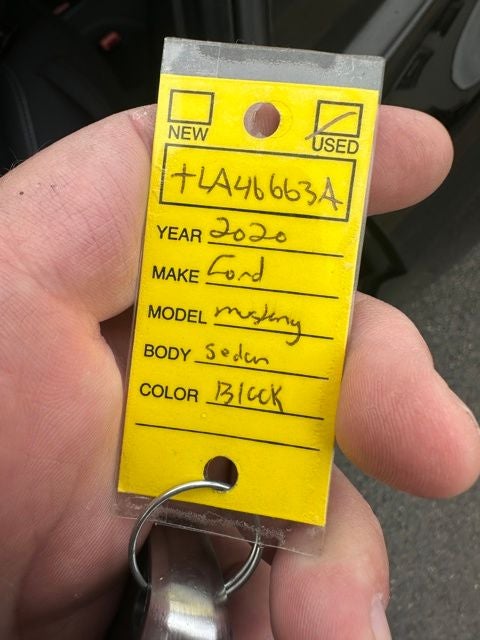 NEW USED
+LA46663A
YEAR 2020
MAKE Ford
MODEL mustang
BODY Sedan
COLOR Black